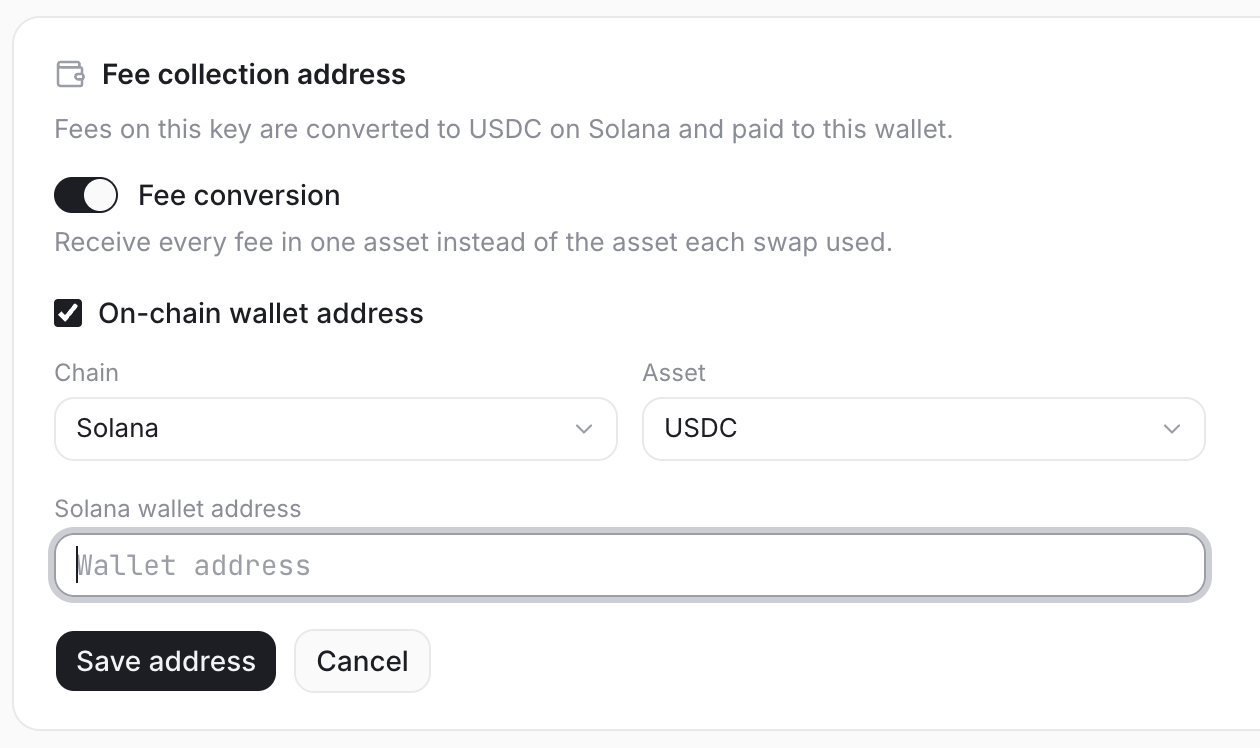 Fee collection address
Fees on this key are converted to USDC on Solana and paid to this wallet.
Fee conversion
Receive every fee in one asset instead of the asset each swap used.
On-chain wallet address
Chain
Asset
Solana
USDC
Solana wallet address
Wallet address
Save address
Cancel